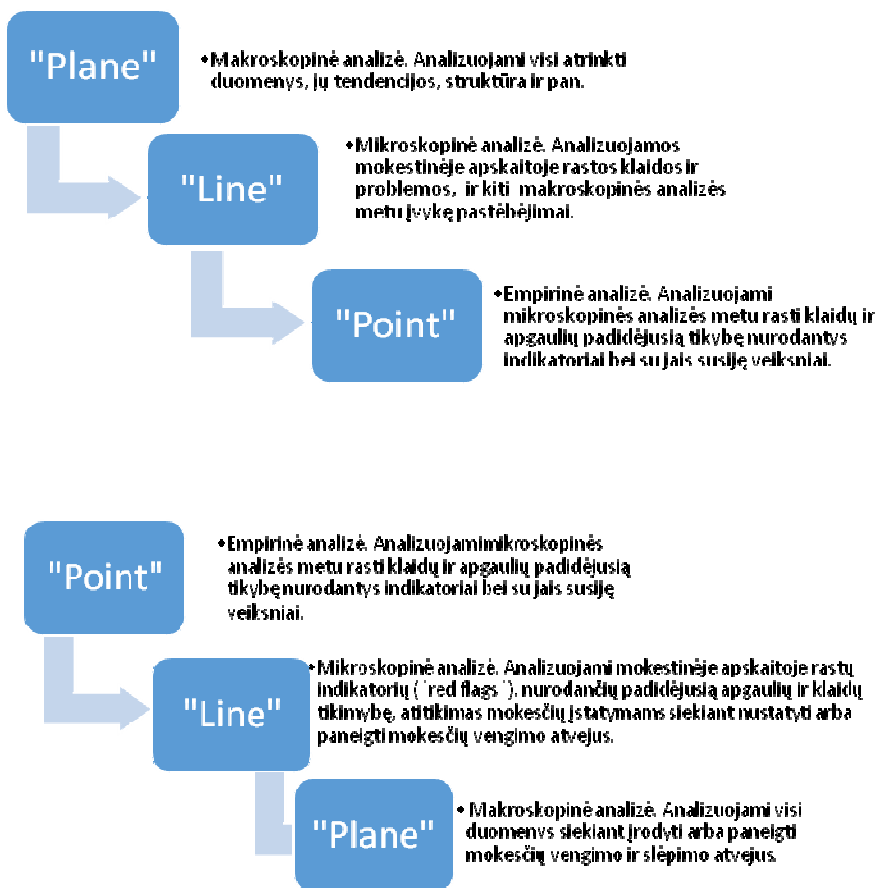 "Plane"
•Makroskopinė analizė. Analizuojami visi atrinkti
duomenys, jų tendencijos, struktūra ir pan.
"Line"
•Mikroskopinė analizė. Analizuojamos
mokestinėje apskaitoje rastos klaidos ir
problemos, ir kiti makroskopinės analizės
metu įvykę pastėbėjimai.
"Point"
•Empirinė analizė. Analizuojami
mikroskopinės analizės metu rasti klaidų ir
apgaulių padidėjusią tikybę nurodantys
indikatoriai bei su jais susiję veiksniai.
"Point"
•Empirinė analizė. Analizuojamimikroskopinės
analizės metu rasti klaidų ir apgaulių padidėjusią
tikybę nurodantys indikatoriai bei su jais susiję
veiksniai.
"Line"
•Mikroskopinė analizė. Analizuojami mokestinėje apskaitoje rastų
indikatorių (¨red flags¨), nurodančių padidėjusią apgaulių ir klaidų
tikimybę, atitikimas mokesčių įstatymams siekiant nustatyti arba
paneigti mokesčių vengimo atvejus.
"Plane"
• Makroskopinė analizė. Analizuojami visi
duomenys siekiant įrodyti arba paneigti
mokesčių vengimo ir slėpimo atvejus.